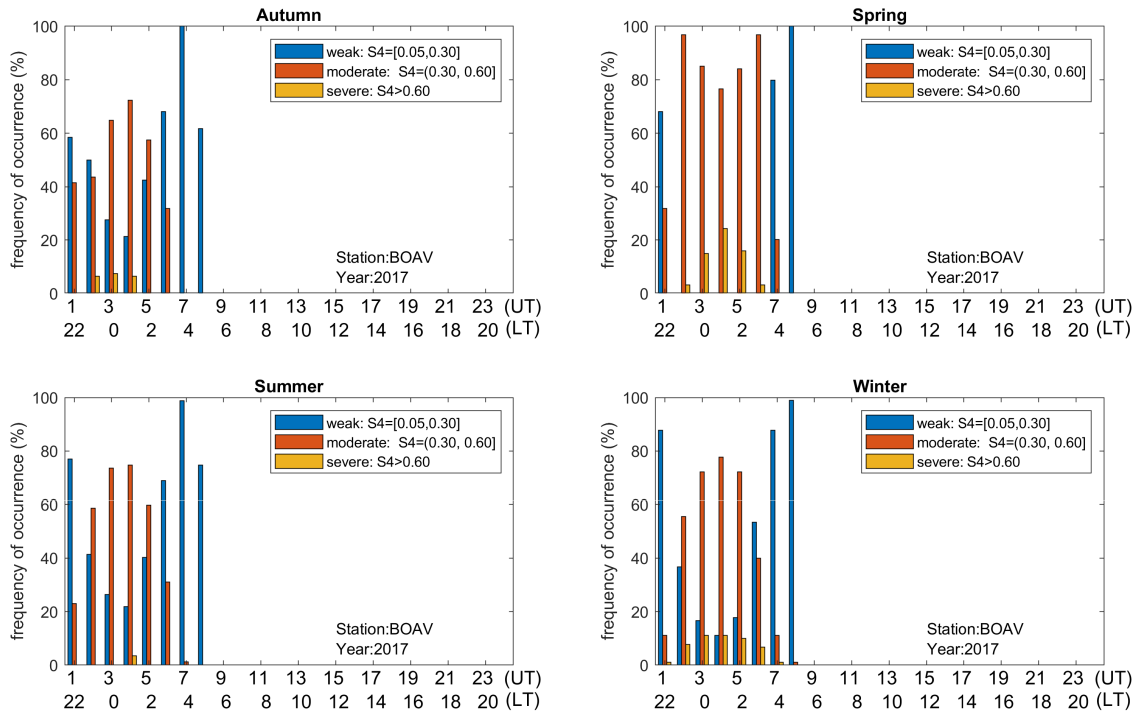 Autumn
frequency of occurrence (%)
100
80
60
40
20
0
weak: S4=[0.05,0.30]
moderate: S4=(0.30, 0.60]
severe: S4>0.60
Station:BOAV
Year:2017
1 3 5 7 9 11 13 15 17 19 21 23 (UT)
22 0 2 4 6 8 10 12 14 16 18 20 (LT)
Spring
frequency of occurrence (%)
100
80
60
40
20
0
weak: S4=[0.05,0.30]
moderate: S4=(0.30, 0.60]
severe: S4>0.60
Station:BOAV
Year:2017
1 3 5 7 9 11 13 15 17 19 21 23 (UT)
22 0 2 4 6 8 10 12 14 16 18 20 (LT)
Summer
frequency of occurrence (%)
100
80
60
40
20
0
weak: S4=[0.05,0.30]
moderate: S4=(0.30, 0.60]
severe: S4>0.60
Station:BOAV
Year:2017
1 3 5 7 9 11 13 15 17 19 21 23 (UT)
22 0 2 4 6 8 10 12 14 16 18 20 (LT)
Winter
frequency of occurrence (%)
100
80
60
40
20
0
weak: S4=[0.05,0.30]
moderate: S4=(0.30, 0.60]
severe: S4>0.60
Station:BOAV
Year:2017
1 3 5 7 9 11 13 15 17 19 21 23 (UT)
22 0 2 4 6 8 10 12 14 16 18 20 (LT)